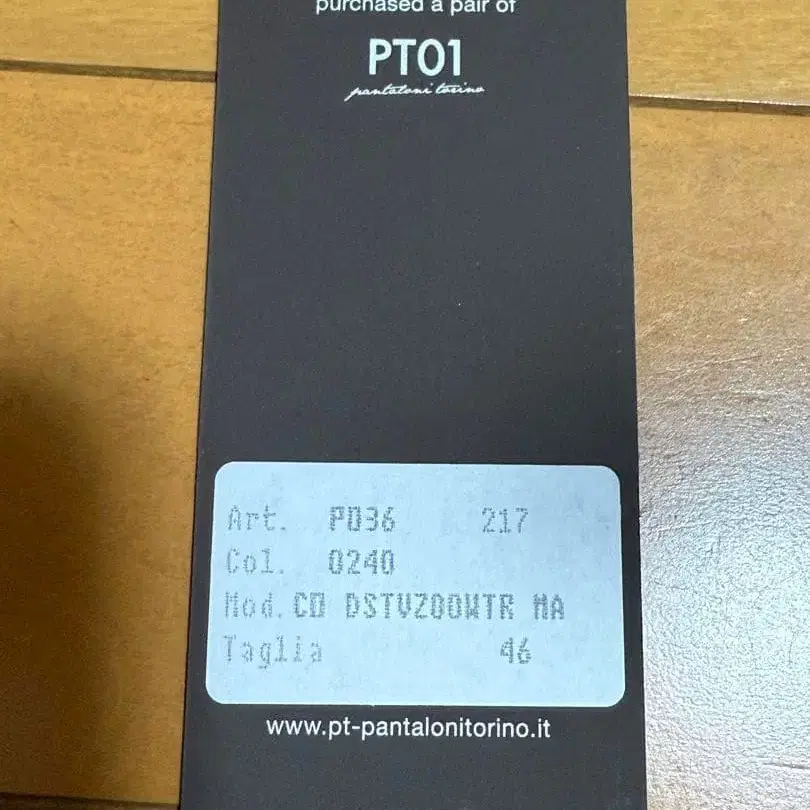 purchased a pair of
PT01
pantaloni torino
Art. PD36 217
Col. 0240
Mod. CD DSTVZ00WTR MA
Taglia 46
www.pt-pantalonitorino.it